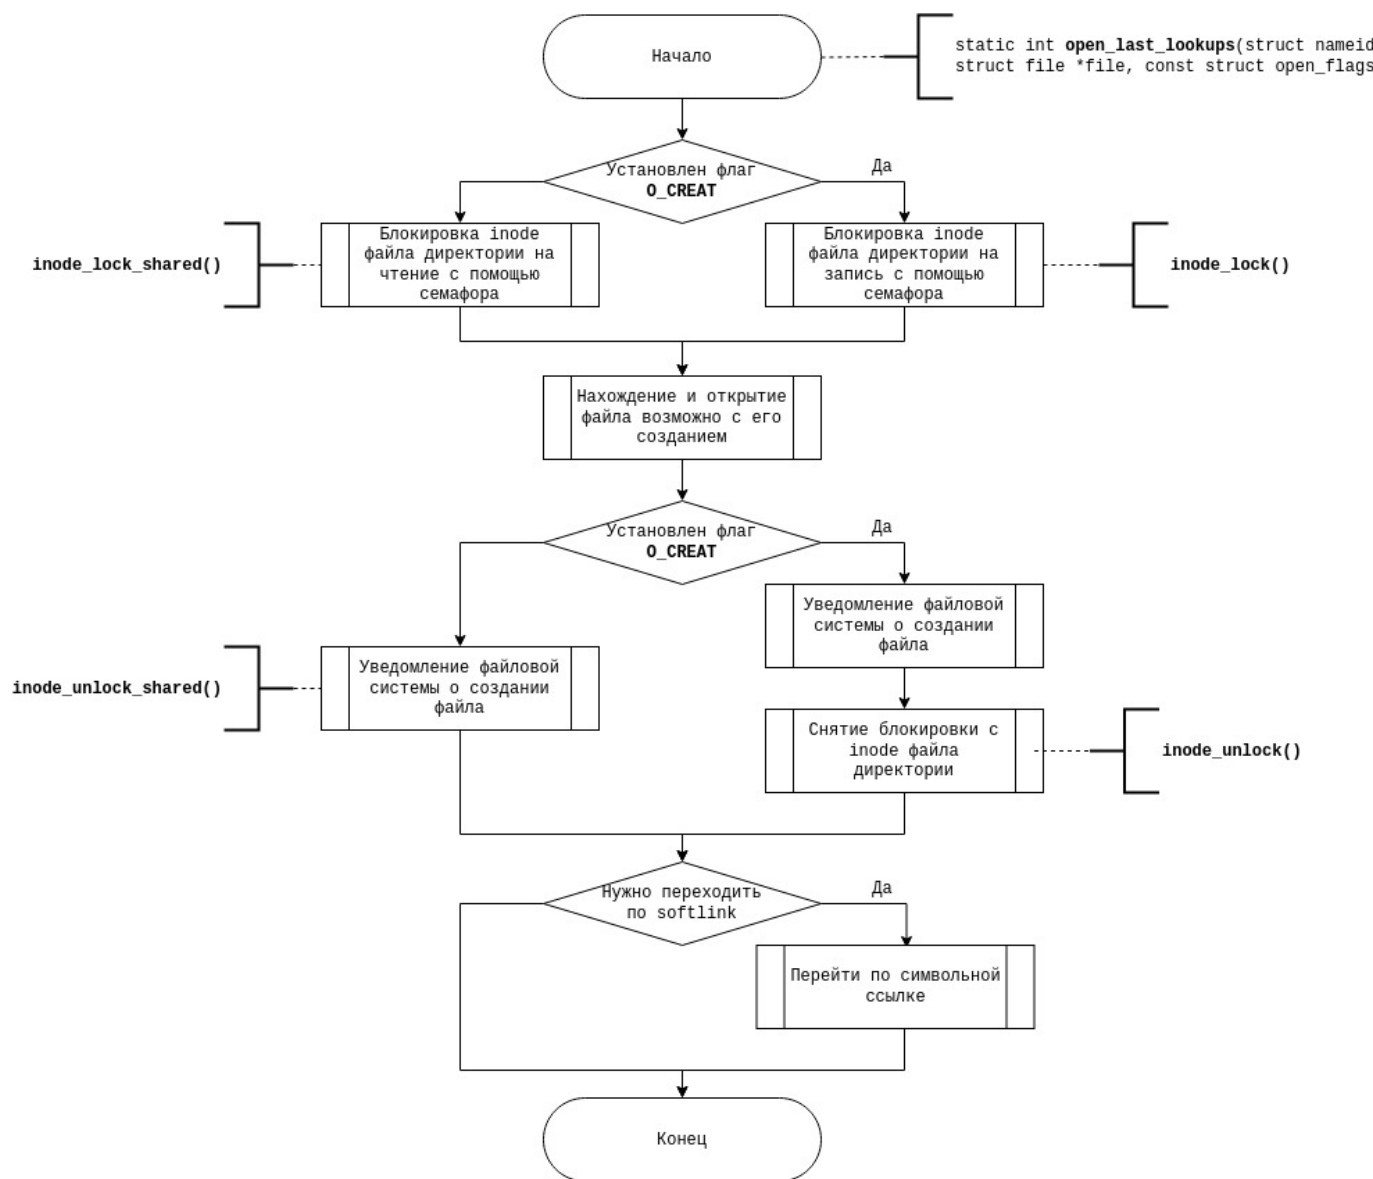 Начало
static int open_last_lookups(struct nameid
struct file *file, const struct open_flags
Установлен флаг
O_CREAT
Да
Блокировка inode
файла директории на
чтение с помощью
семафора
inode_lock_shared()
Блокировка inode
файла директории на
запись с помощью
семафора
inode_lock()
Нахождение и открытие
файла возможно с его
созданием
Установлен флаг
O_CREAT
Да
Уведомление файловой
системы о создании
файла
Уведомление файловой
системы о создании
файла
inode_unlock_shared()
Снятие блокировки с
inode файла
директории
inode_unlock()
Нужно переходить
по softlink
Да
Перейти по символьной
ссылке
Конец